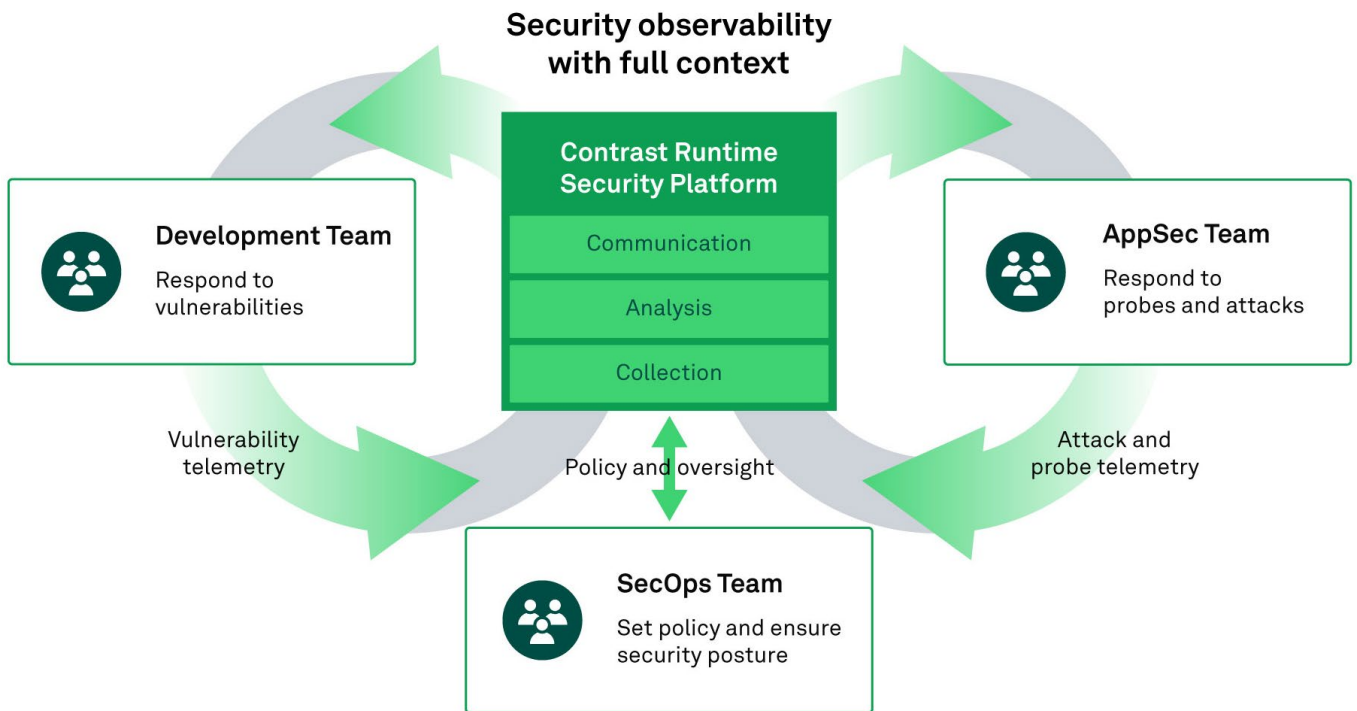 Security observability
with full context
Contrast Runtime
Security Platform
Communication
Analysis
Collection
Development Team
Respond to
vulnerabilities
AppSec Team
Respond to
probes and attacks
Vulnerability
telemetry
Policy and oversight
Attack and
probe telemetry
SecOps Team
Set policy and ensure
security posture